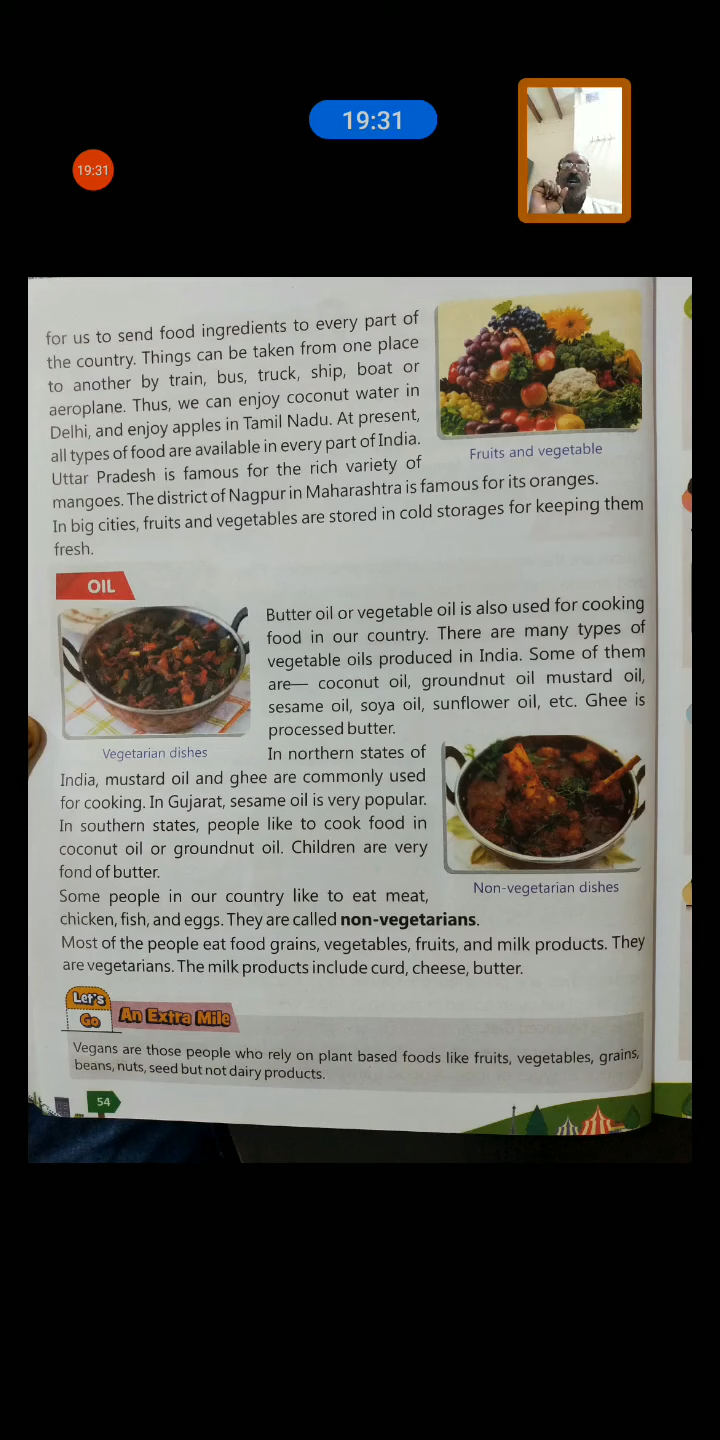 19:31
19:31
for us to send food ingredients to every part of
the country. Things can be taken from one place
to another by train, bus, truck, ship, boat or
aeroplane. Thus, we can enjoy coconut water in
Delhi, and enjoy apples in Tamil Nadu. At present,
all types of food are available in every part of India.
Uttar Pradesh is famous for the rich variety of
mangoes. The district of Nagpur in Maharashtra is famous for its oranges.
In big cities, fruits and vegetables are stored in cold storages for keeping them
fresh.
Fruits and vegetable
OIL
Butter oil or vegetable oil is also used for cooking
food in our country. There are many types of
vegetable oils produced in India. Some of them
are— coconut oil, groundnut oil mustard oil,
sesame oil, soya oil, sunflower oil, etc. Ghee is
processed butter.
Vegetarian dishes
In northern states of
India, mustard oil and ghee are commonly used
for cooking. In Gujarat, sesame oil is very popular.
In southern states, people like to cook food in
coconut oil or groundnut oil. Children are very
fond of butter.
Non-vegetarian dishes
Some people in our country like to eat meat,
chicken, fish, and eggs. They are called non-vegetarians.
Most of the people eat food grains, vegetables, fruits, and milk products. They
are vegetarians. The milk products include curd, cheese, butter.
Let's
Go
An Extra Mile
Vegans are those people who rely on plant based foods like fruits, vegetables, grains,
beans, nuts, seed but not dairy products.
54